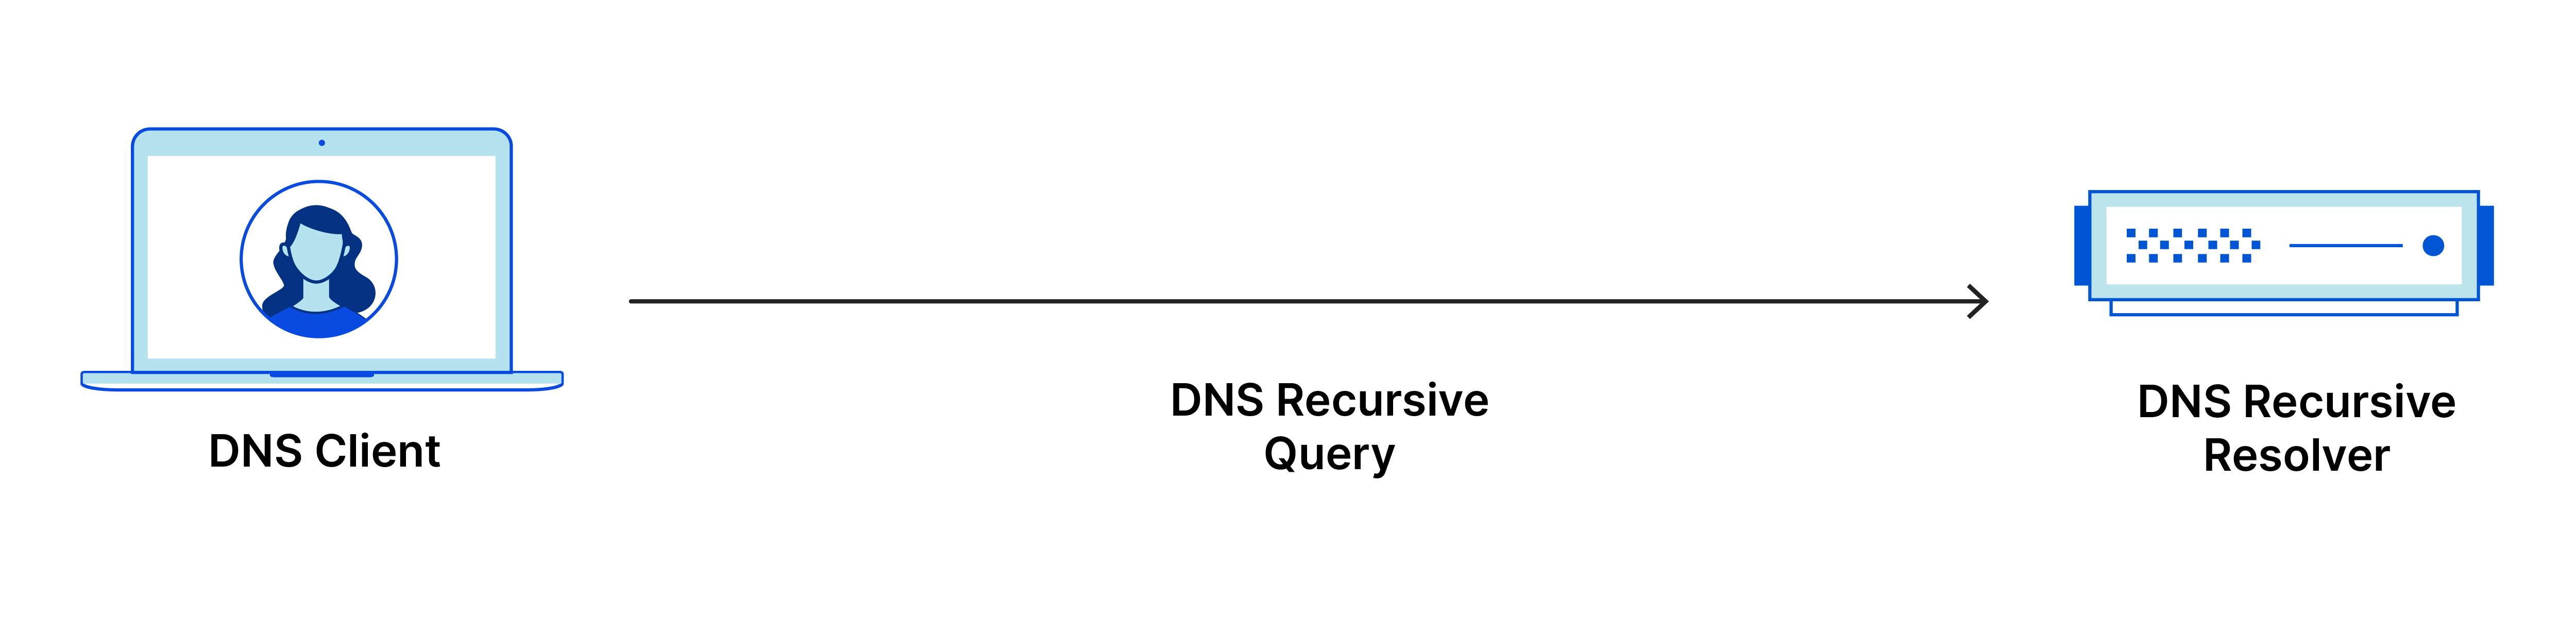 DNS Client
DNS Recursive
Query
DNS Recursive
Resolver